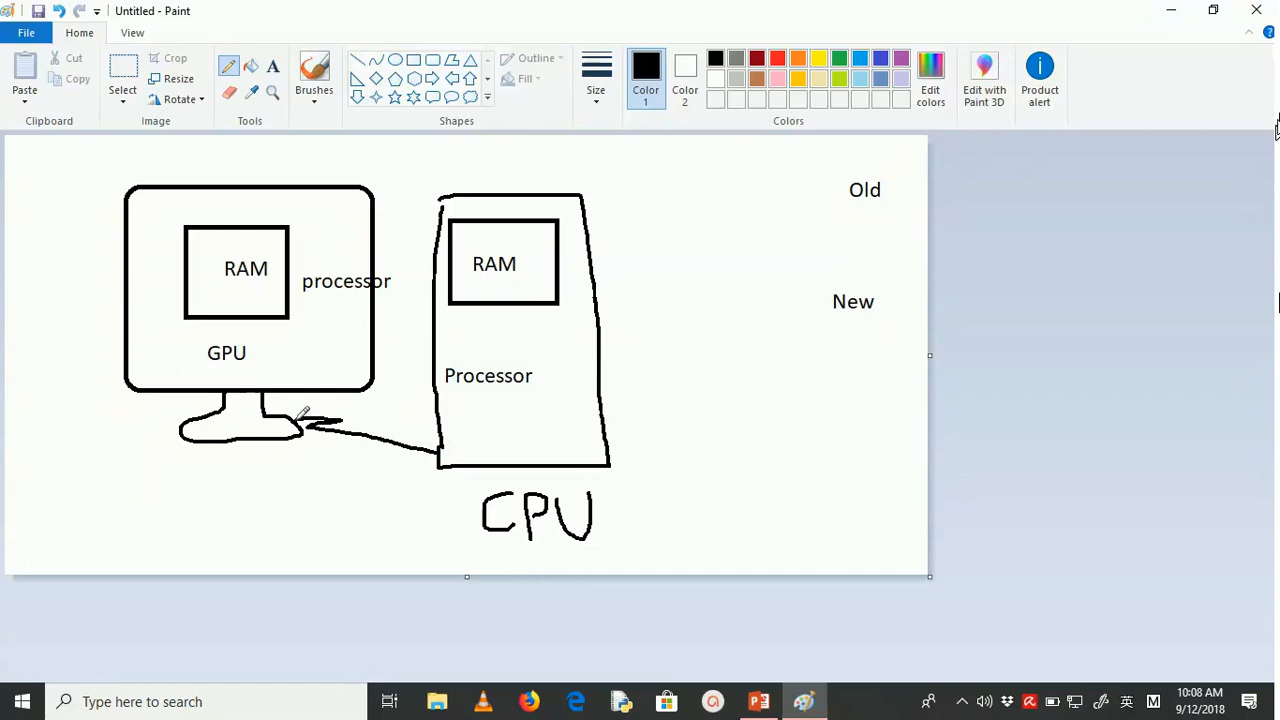 Untitled - Paint
File
Home
View
Paste
Cut
Copy
Clipboard
Select
Crop
Resize
Rotate
Image
A
Tools
Brushes
Outline
Fill
Shapes
Size
Color 1
Color 2
Edit colors
Colors
Edit with Paint 3D
Product alert
Old
RAM
processor
GPU
RAM
Processor
New
CPU
Type here to search
英
M
10:08 AM
9/12/2018